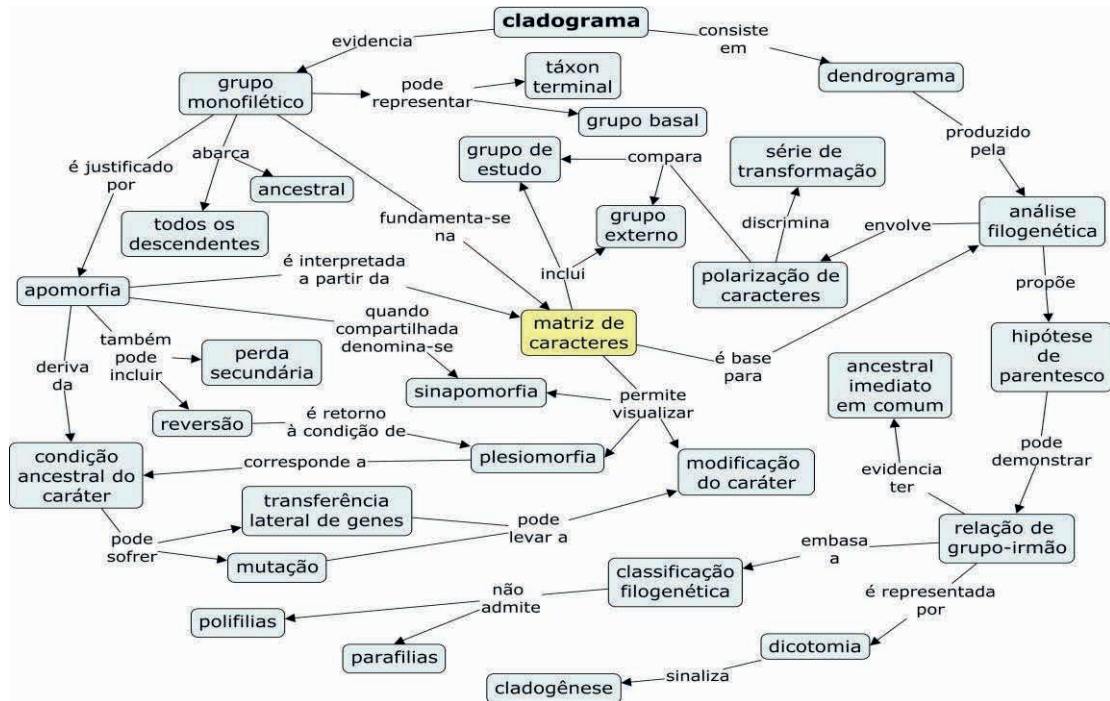 cladograma
evidencia
consiste
em
grupo
monofilético
pode
representar
táxon
terminal
grupo basal
dendrograma
produzido
pela
é justificado
por
abarca
ancestral
todos os
descendentes
fundamenta-se
na
grupo de
estudo
compara
grupo
externo
inclui
série de
transformação
discrimina
polarização de
caracteres
envolve
análise
filogenética
propõe
apomorfia
é interpretada
a partir da
quando
compartilhada
denomina-se
matriz de
caracteres
é base
para
hipótese
de
parentesco
deriva
da
também
pode
incluir
perda
secundária
reversão
é retorno
à condição de
sinapomorfia
permite
visualizar
ancestral
imediato
em comum
condição
ancestral do
caráter
corresponde a
plesiomorfia
modificação
do caráter
evidencia
ter
pode
demonstrar
pode
sofrer
transferência
lateral de genes
mutação
pode
levar a
relação de
grupo-irmão
embasa
a
classificação
filogenética
não
admite
polifilias
parafilias
é representada
por
dicotomia
sinaliza
cladogênese